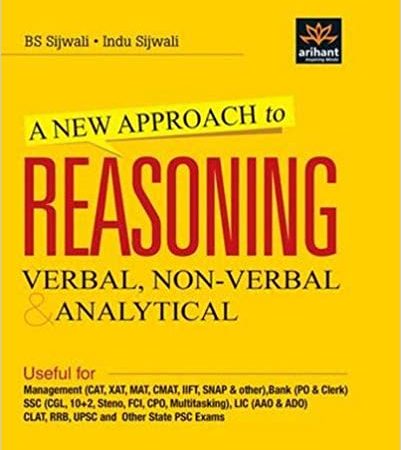 BS Sijwali • Indu Sijwali
arihant
Inspiring Minds
A NEW APPROACH to
REASONING
VERBAL, NON-VERBAL
& ANALYTICAL
Useful for
Management (CAT, XAT, MAT, CMAT, IIFT, SNAP & other),Bank (PO & Clerk)
SSC (CGL, 10+2, Steno, FCI, CPO, Multitasking), LIC (AAO & ADO)
CLAT, RRB, UPSC and Other State PSC Exams